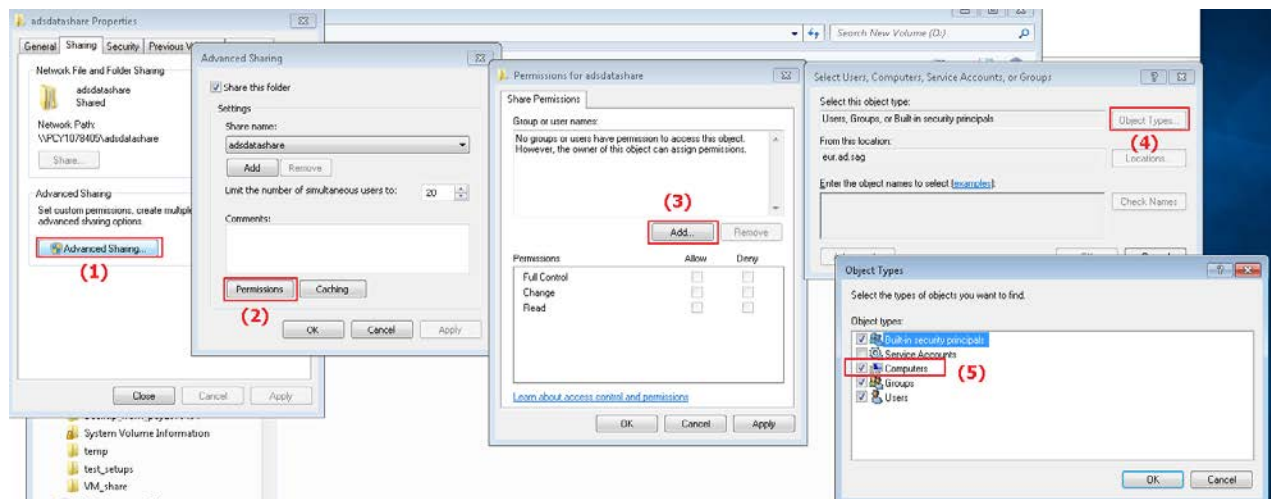 adsdatashare Properties
General Sharing Security Previous
Network File and Folder Sharing
adsdatashare
Shared
Network Path:
\\PCY1078405\adsdatashare
Share...
Advanced Sharing
Set custom permissions, create multiple
advanced sharing options.
Advanced Sharing...
(1)
Close Cancel Apply
System Volume Information
temp
test_setups
VM_share
Advanced Sharing
Share this folder
Settings
Share name:
adsdatashare
Add Remove
Limit the number of simultaneous users to: 20
Comments:
Permissions Caching
(2)
OK Cancel Apply
Search New Volume (D:)
Permissions for adsdatashare
Share Permissions
Group or user names:
No groups or users have permission to access this object.
However, the owner of this object can assign permissions.
(3)
Add... Remove
Permissions Allow Deny
Full Control
Change
Read
Learn about access control and permissions
OK Cancel Apply
Select Users, Computers, Service Accounts, or Groups
Select this object type:
Users, Groups, or Built-in security principals Object Types...
(4)
From this location:
eur.ad.sag Locations...
Enter the object names to select (examples):
Check Names
Object Types
Select the types of objects you want to find.
Object types:
Built-in security principals
Service Accounts
Computers
(5)
Groups
Users
OK Cancel